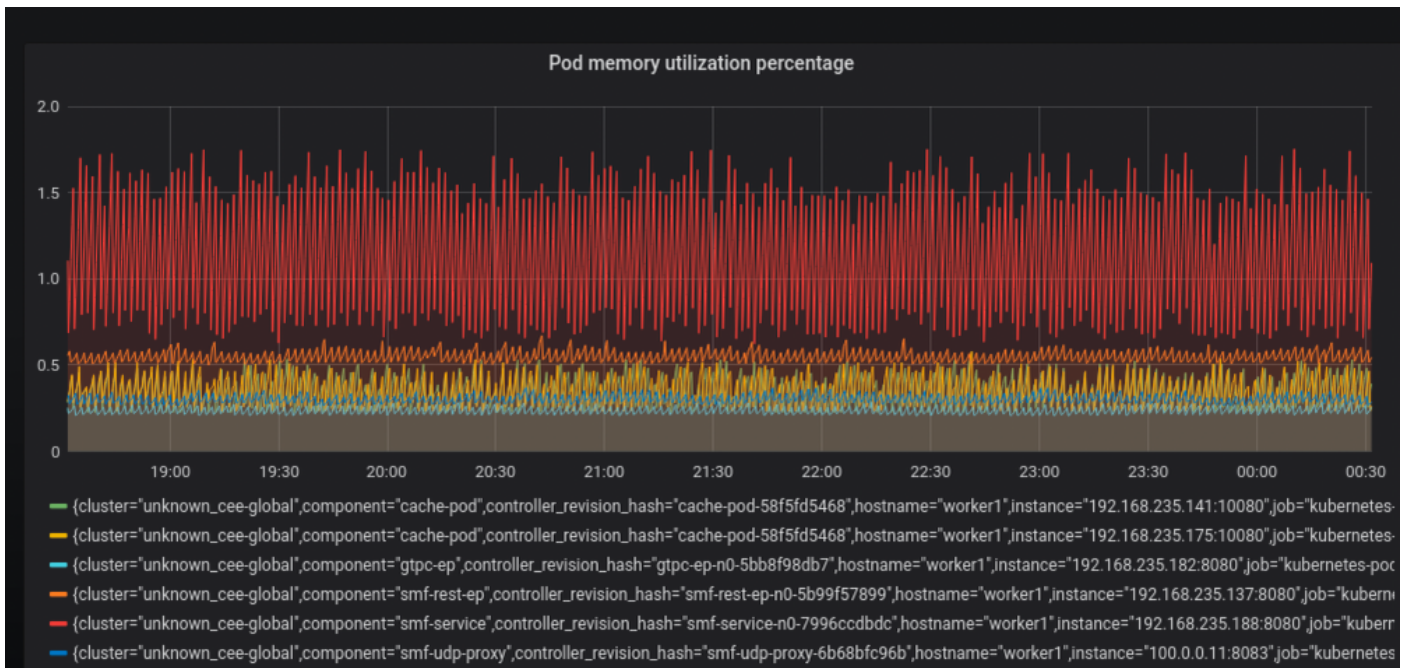 Pod memory utilization percentage
2.0
1.5
1.0
0.5
0
19:00 19:30 20:00 20:30 21:00 21:30 22:00 22:30 23:00 23:30 00:00 00:30
{cluster="unknown_cee-global",component="cache-pod",controller_revision_hash="cache-pod-58f5fd5468",hostname="worker1",instance="192.168.235.141:10080",job="kubernetes-
{cluster="unknown_cee-global",component="cache-pod",controller_revision_hash="cache-pod-58f5fd5468",hostname="worker1",instance="192.168.235.175:10080",job="kubernetes-
{cluster="unknown_cee-global",component="gtpc-ep",controller_revision_hash="gtpc-ep-n0-5bb8f98db7",hostname="worker1",instance="192.168.235.182:8080",job="kubernetes-poc
{cluster="unknown_cee-global",component="smf-rest-ep",controller_revision_hash="smf-rest-ep-n0-5b99f57899",hostname="worker1",instance="192.168.235.137:8080",job="kuberne
{cluster="unknown_cee-global",component="smf-service",controller_revision_hash="smf-service-n0-7996ccdbdc",hostname="worker1",instance="192.168.235.188:8080",job="kubern
{cluster="unknown_cee-global",component="smf-udp-proxy",controller_revision_hash="smf-udp-proxy-6b68bfc96b",hostname="worker1",instance="100.0.0.11:8083",job="kubernetes